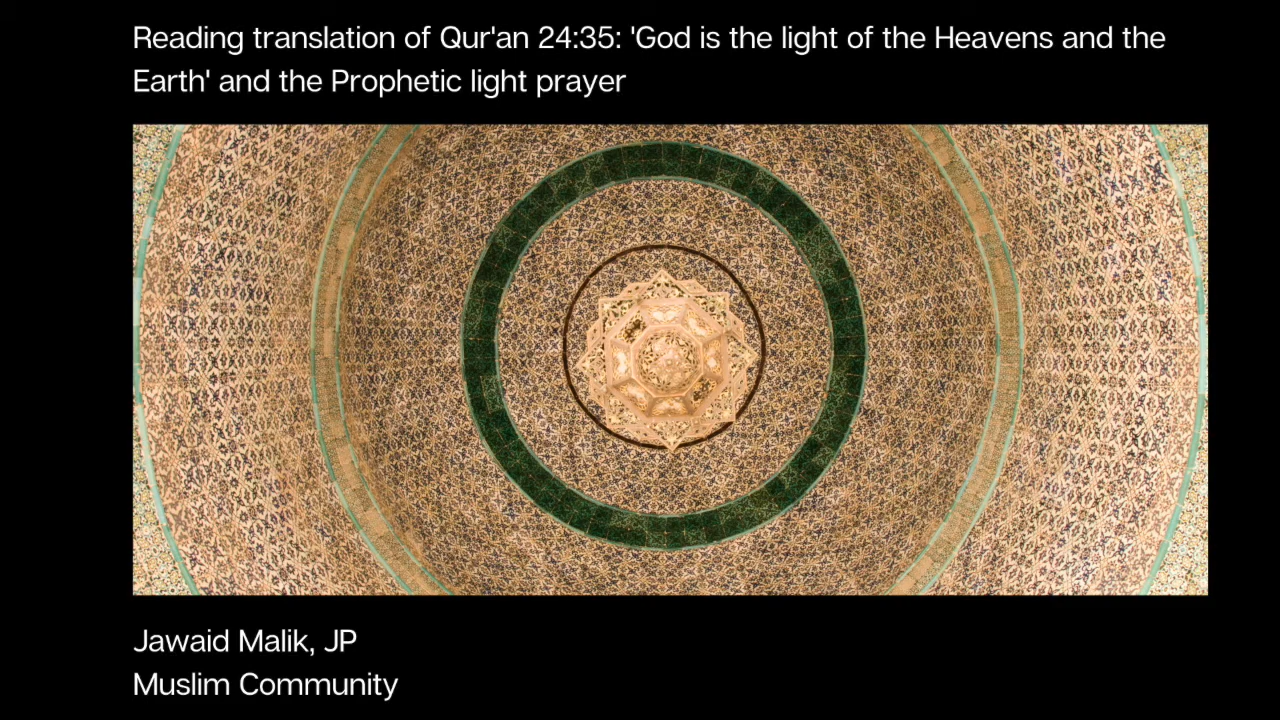 Reading translation of Qur'an 24:35: 'God is the light of the Heavens and the
Earth' and the Prophetic light prayer
Jawaid Malik, JP
Muslim Community